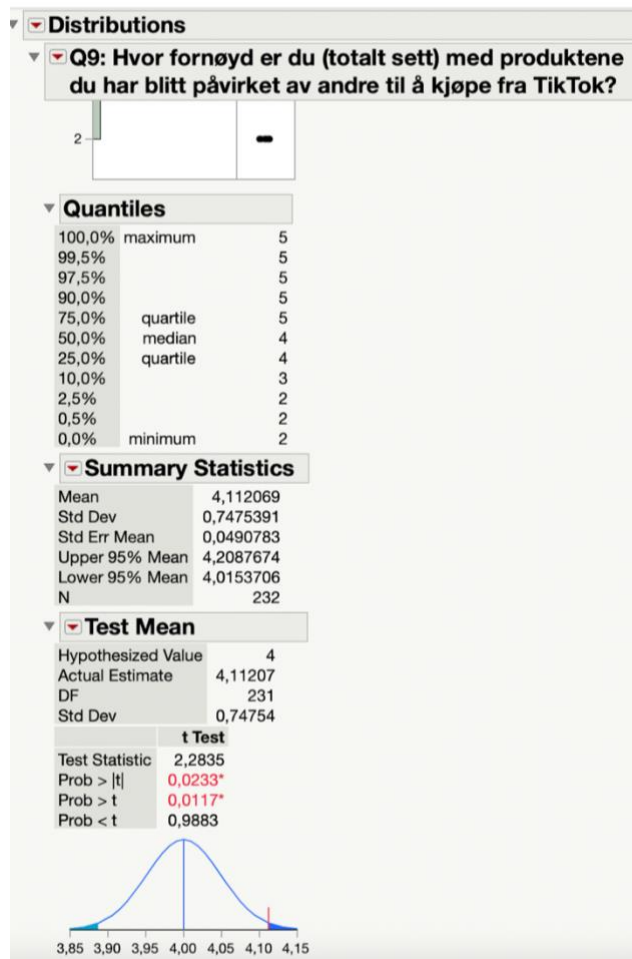 Distributions
Q9: Hvor fornøyd er du (totalt sett) med produktene
du har blitt påvirket av andre til å kjøpe fra TikTok?
2
Quantiles
100,0% maximum 5
99,5% 5
97,5% 5
90,0% 5
75,0% quartile 5
50,0% median 4
25,0% quartile 4
10,0% 3
2,5% 2
0,5% 2
0,0% minimum 2
Summary Statistics
Mean 4,112069
Std Dev 0,7475391
Std Err Mean 0,0490783
Upper 95% Mean 4,2087674
Lower 95% Mean 4,0153706
N 232
Test Mean
Hypothesized Value 4
Actual Estimate 4,11207
DF 231
Std Dev 0,74754
t Test
Test Statistic 2,2835
Prob > |t| 0,0233*
Prob > t 0,0117*
Prob < t 0,9883
3,85 3,90 3,95 4,00 4,05 4,10 4,15